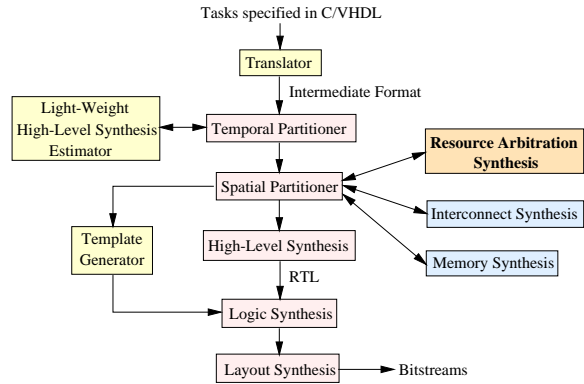 Tasks specified in C/VHDL
Translator
Intermediate Format
Light-Weight
High-Level Synthesis
Estimator
Temporal Partitioner
Resource Arbitration
Synthesis
Spatial Partitioner
Interconnect Synthesis
Template
Generator
High-Level Synthesis
Memory Synthesis
RTL
Logic Synthesis
Layout Synthesis
Bitstreams